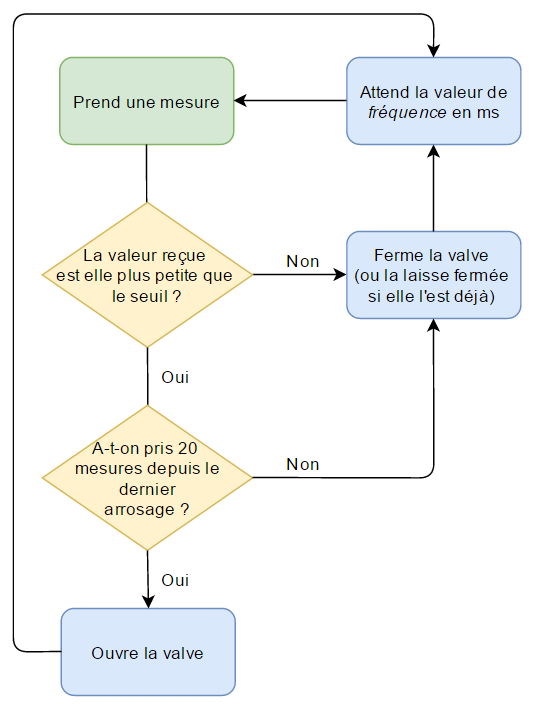 Prend une mesure
Attend la valeur de
fréquence en ms
La valeur reçue
est elle plus petite que
le seuil ?
Non
Ferme la valve
(ou la laisse fermée
si elle l'est déjà)
Oui
A-t-on pris 20
mesures depuis le
dernier
arrosage ?
Non
Oui
Ouvre la valve